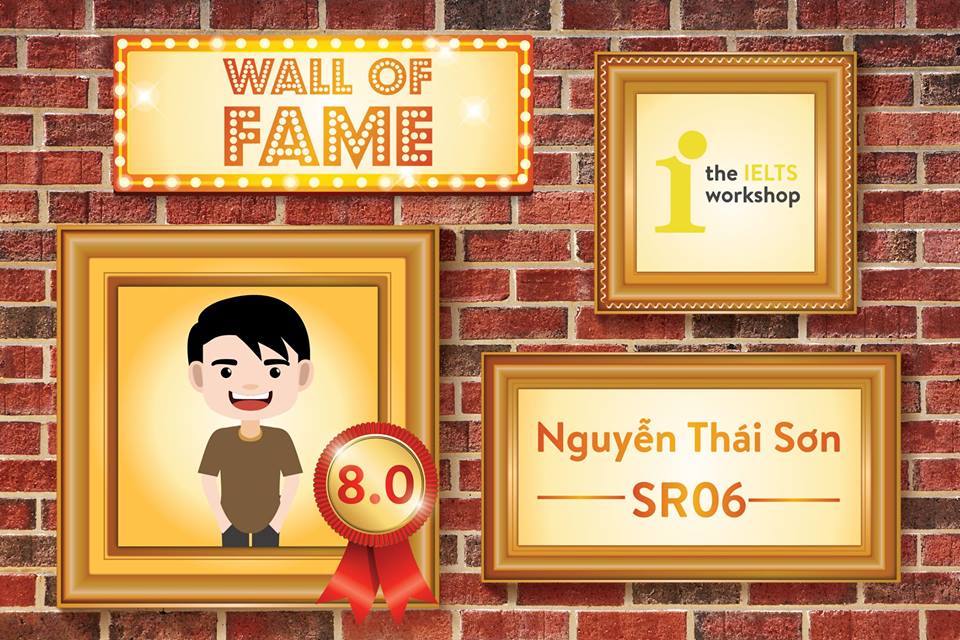 WALL OF
FAME
i
the IELTS
workshop
8.0
Nguyễn Thái Sơn
SR06